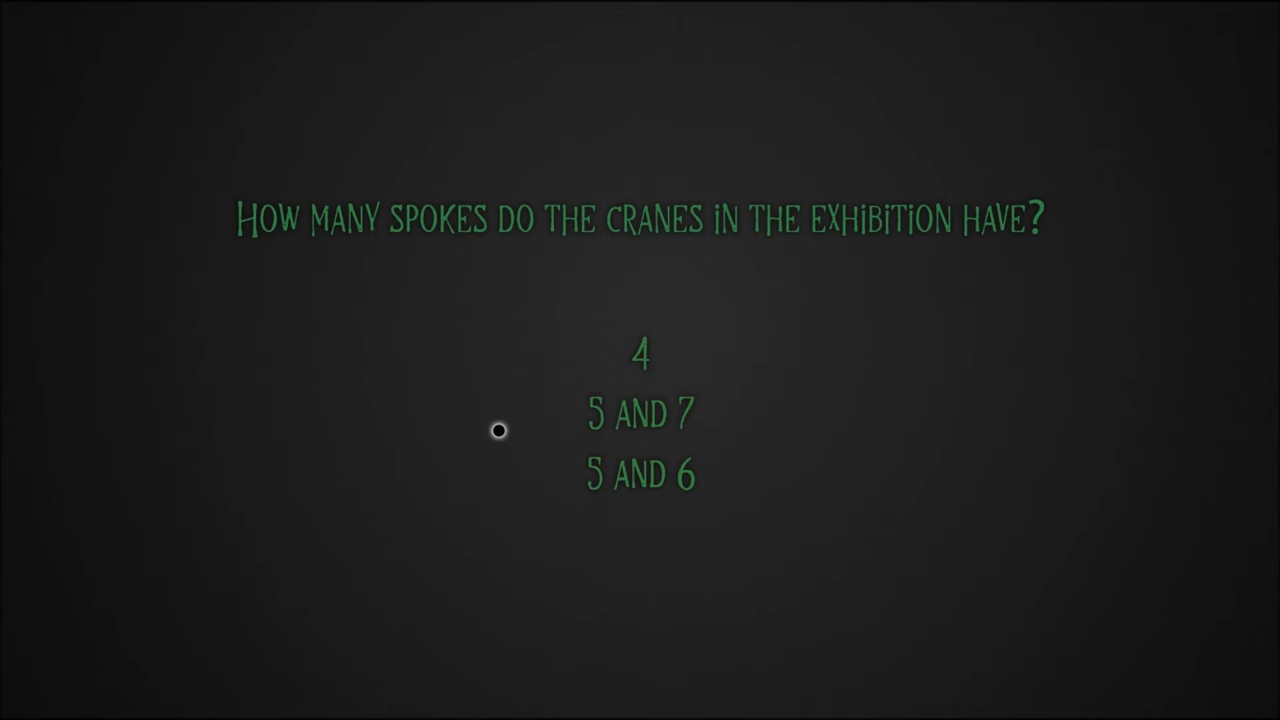 How many spokes do the cranes in the exhibition have?
4
5 and 7
5 and 6